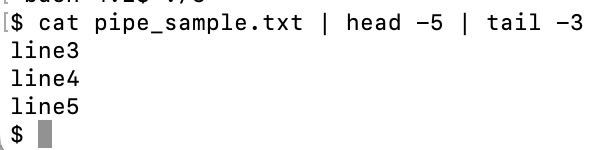 $ cat pipe_sample.txt | head -5 | tail -3
line3
line4
line5
$